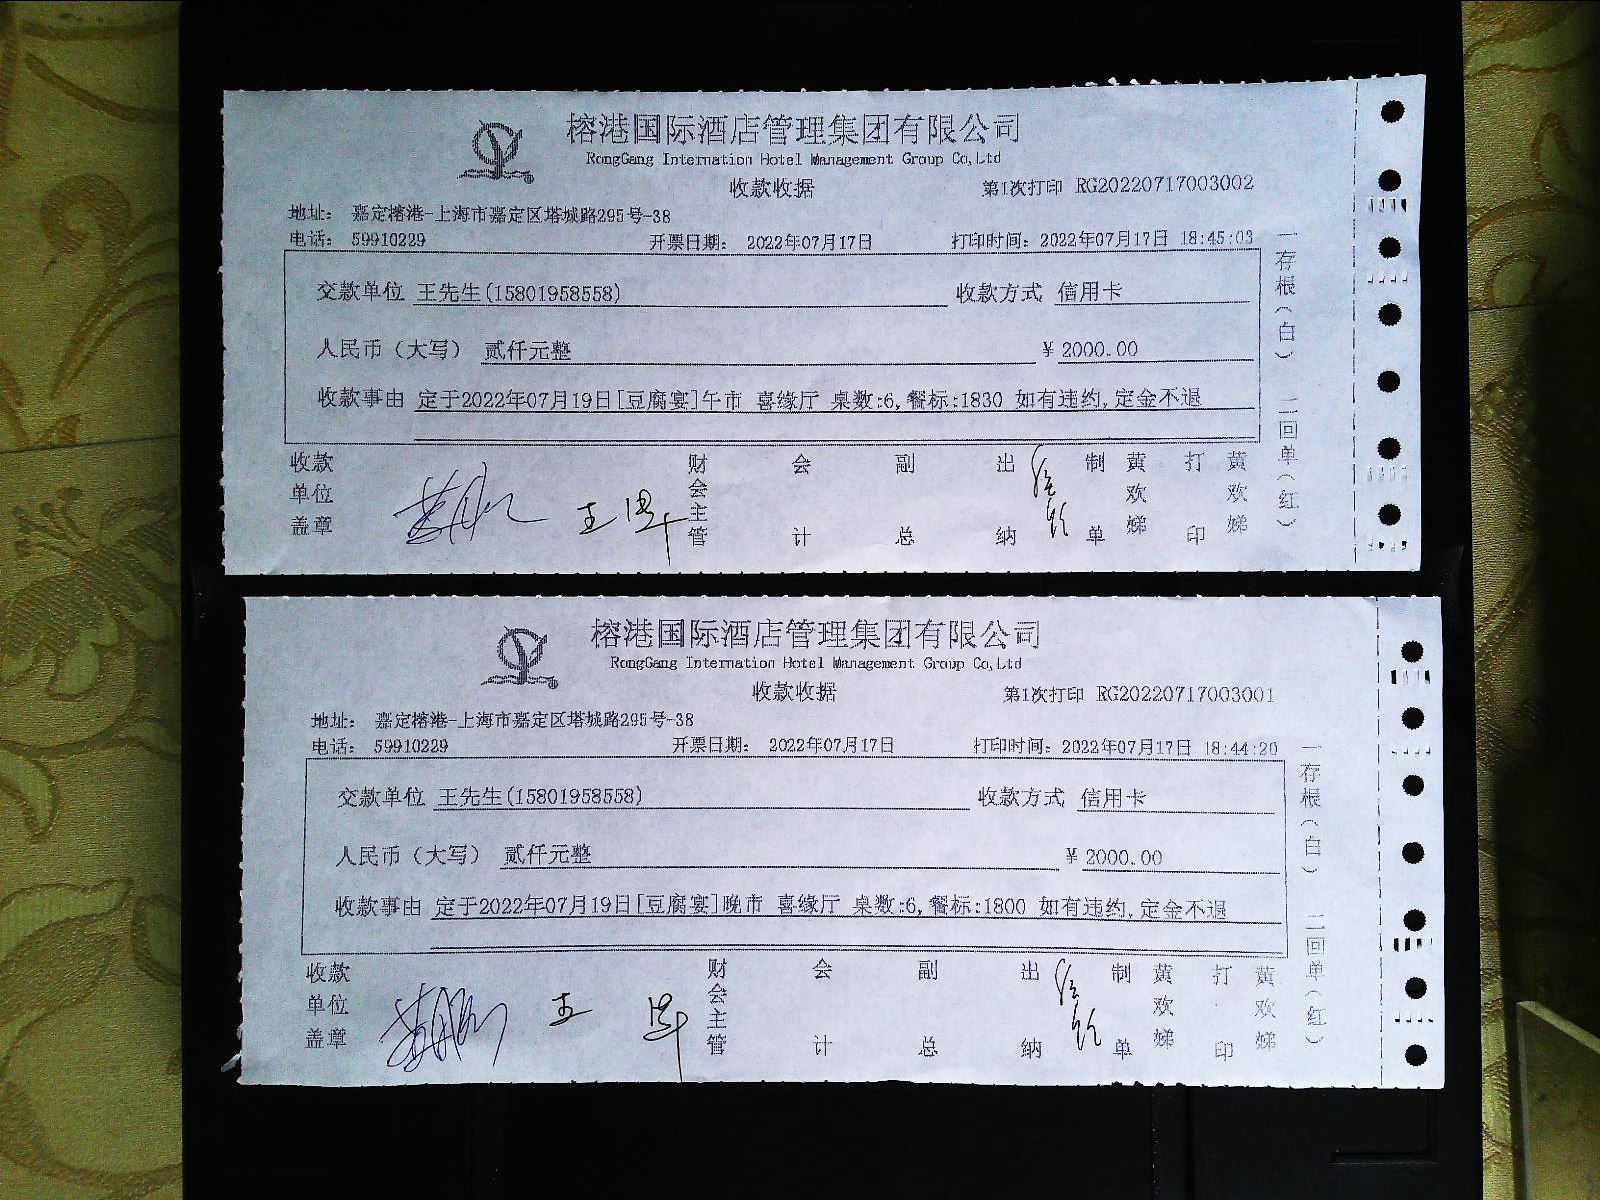 榕港国际酒店管理集团有限公司
RongGang Internation Hotel Management Group Co,Ltd
收款收据 第1次打印 RG20220717003002
地址： 嘉定榕港-上海市嘉定区塔城路295号-38
电话： 59910229 开票日期： 2022年07月17日 打印时间： 2022年07月17日 18:45:03
交款单位 王先生(15801958558) 收款方式 信用卡
人民币（大写） 贰仟元整 ¥ 2000.00
收款事由 定于2022年07月19日[豆腐宴]午市 喜缘厅 桌数:6,餐标:1830 如有违约,定金不退
收款单位盖章 财会主管 会计 副总 出纳 制单 黄欢娣 打印 黄欢娣
一存根（白） 二回单（红）
榕港国际酒店管理集团有限公司
RongGang Internation Hotel Management Group Co,Ltd
收款收据 第1次打印 RG20220717003001
地址： 嘉定榕港-上海市嘉定区塔城路295号-38
电话： 59910229 开票日期： 2022年07月17日 打印时间： 2022年07月17日 18:44:20
交款单位 王先生(15801958558) 收款方式 信用卡
人民币（大写） 贰仟元整 ¥ 2000.00
收款事由 定于2022年07月19日[豆腐宴]晚市 喜缘厅 桌数:6,餐标:1800 如有违约,定金不退
收款单位盖章 财会主管 会计 副总 出纳 制单 黄欢娣 打印 黄欢娣
一存根（白） 二回单（红）